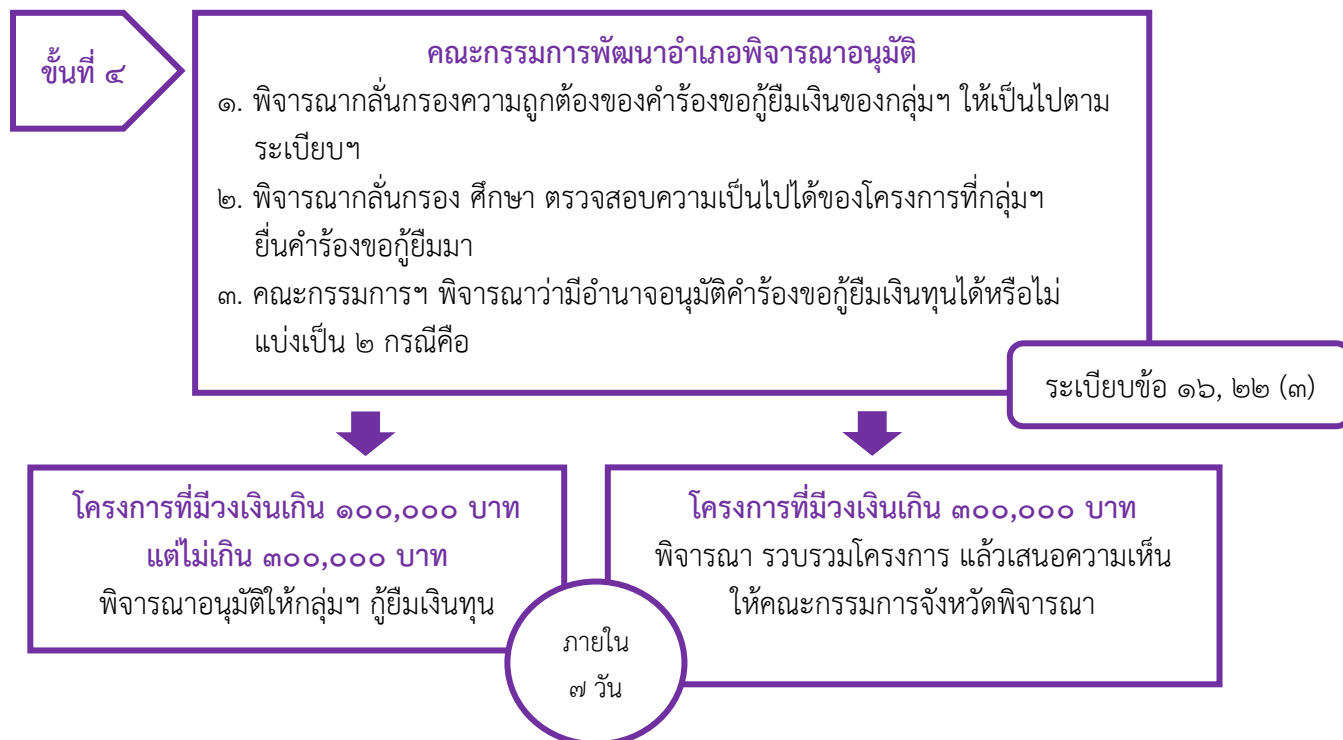 ขั้นที่ ๔
คณะกรรมการพัฒนาอำเภอพิจารณาอนุมัติ
๑. พิจารณากลั่นกรองความถูกต้องของคำร้องขอกู้ยืมเงินของกลุ่มฯ ให้เป็นไปตาม
ระเบียบฯ
๒. พิจารณากลั่นกรอง ศึกษา ตรวจสอบความเป็นไปได้ของโครงการที่กลุ่มฯ
ยื่นคำร้องขอกู้ยืมมา
๓. คณะกรรมการฯ พิจารณาว่ามีอำนาจอนุมัติคำร้องขอกู้ยืมเงินทุนได้หรือไม่
แบ่งเป็น ๒ กรณีคือ
ระเบียบข้อ ๑๖, ๒๒ (๓)
โครงการที่มีวงเงินเกิน ๑๐๐,๐๐๐ บาท
แต่ไม่เกิน ๓๐๐,๐๐๐ บาท
พิจารณาอนุมัติให้กลุ่มฯ กู้ยืมเงินทุน
โครงการที่มีวงเงินเกิน ๓๐๐,๐๐๐ บาท
พิจารณา รวบรวมโครงการ แล้วเสนอความเห็น
ให้คณะกรรมการจังหวัดพิจารณา
ภายใน
๗ วัน